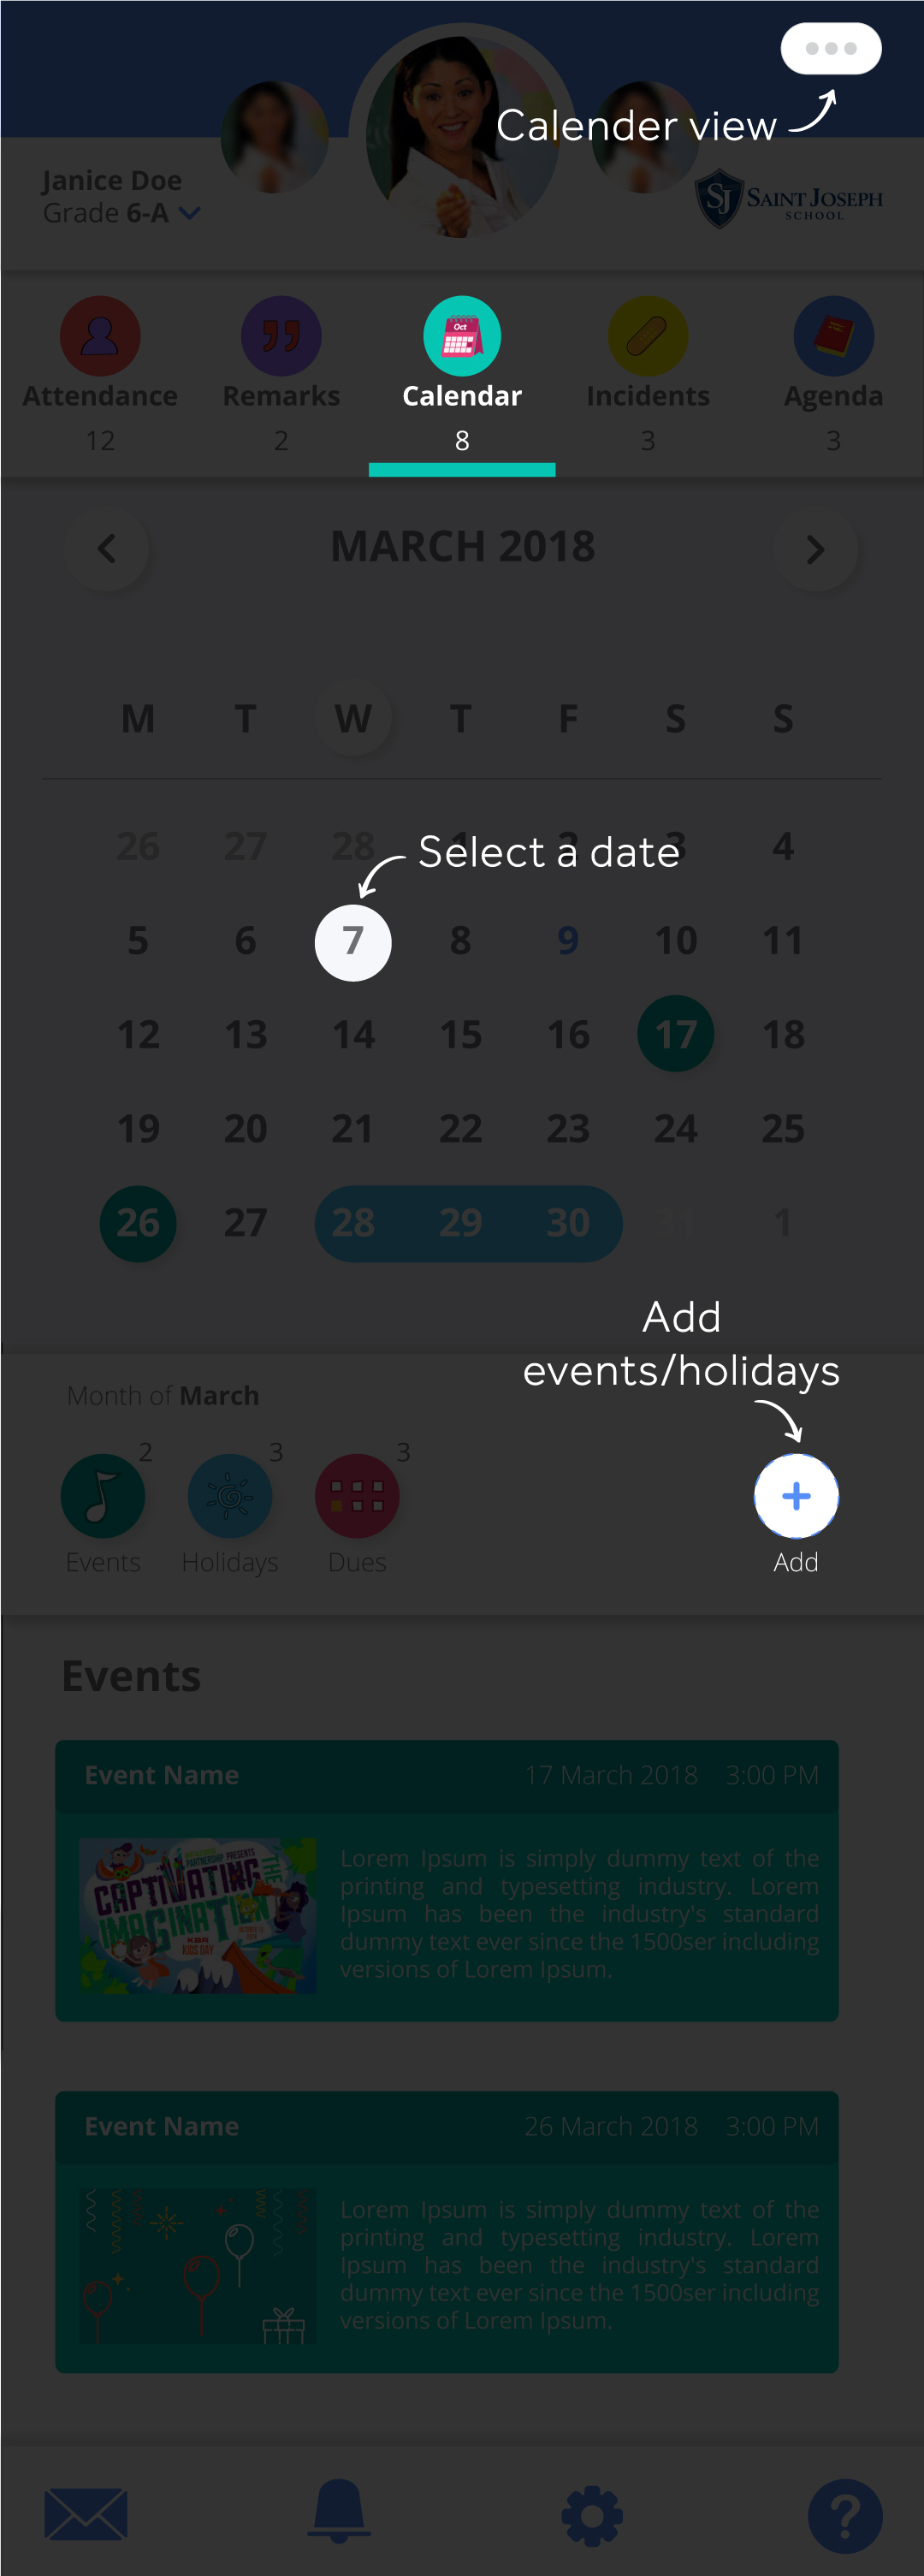 Calender view
Janice Doe
Grade 6-A
SJ SAINT JOSEPH
SCHOOL
Oct
Attendance Remarks Calendar Incidents Agenda
12 2 8 3 3
MARCH 2018
M T W T F S S
26 27 28 1 2 3 4
Select a date
5 6 7 8 9 10 11
12 13 14 15 16 17 18
19 20 21 22 23 24 25
26 27 28 29 30 31 1
Add
events/holidays
Month of March
2 3 3
Events Holidays Dues Add
Events
Event Name 17 March 2018 3:00 PM
PARTNERSHIP PRESENTS
CAPTIVATING
THE
IMAGINATI
KBR
KIDS DAY
Lorem Ipsum is simply dummy text of the
printing and typesetting industry. Lorem
Ipsum has been the industry's standard
dummy text ever since the 1500ser including
versions of Lorem Ipsum.
Event Name 26 March 2018 3:00 PM
Lorem Ipsum is simply dummy text of the
printing and typesetting industry. Lorem
Ipsum has been the industry's standard
dummy text ever since the 1500ser including
versions of Lorem Ipsum.